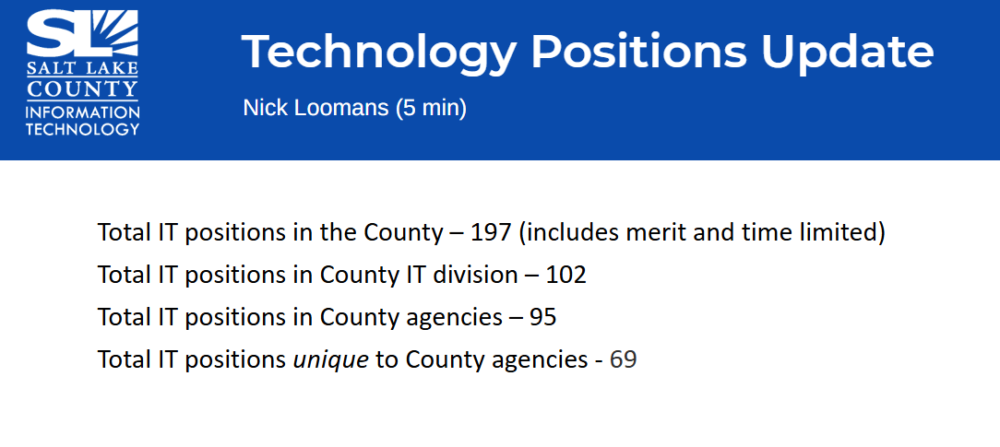 SL
SALT LAKE
COUNTY
INFORMATION
TECHNOLOGY
Technology Positions Update
Nick Loomans (5 min)
Total IT positions in the County – 197 (includes merit and time limited)
Total IT positions in County IT division – 102
Total IT positions in County agencies – 95
Total IT positions unique to County agencies - 69